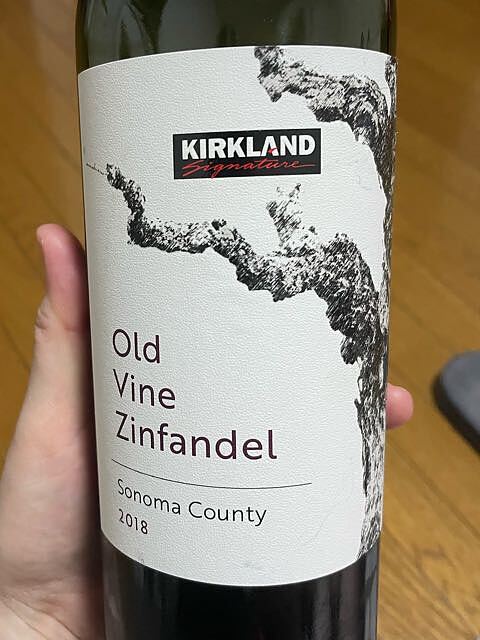 KIRKLAND
Signature
Old
Vine
Zinfandel
Sonoma County
2018